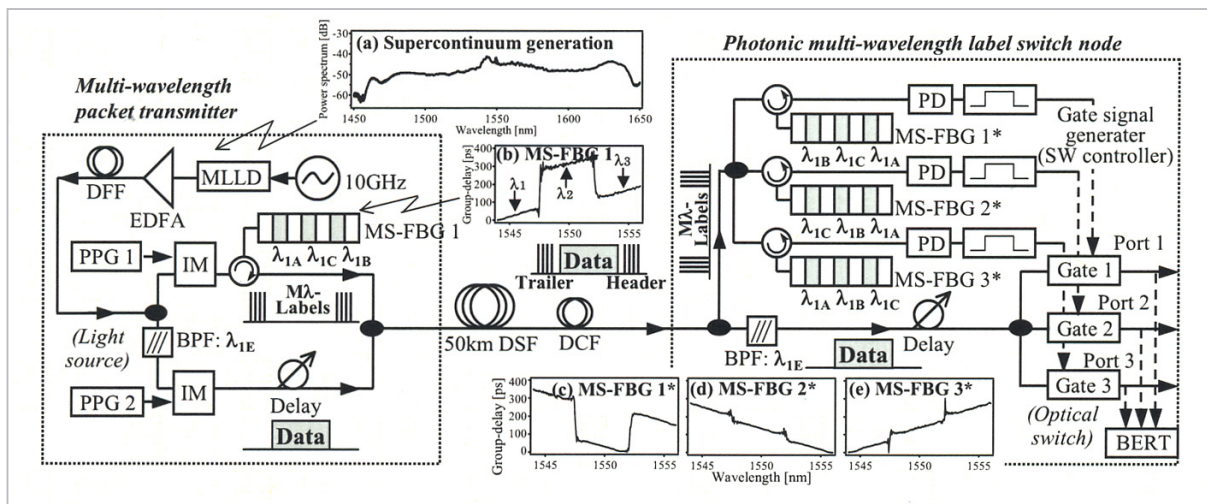 (a) Supercontinuum generation
Power spectrum [dB]
-30
-40
-50
-60
1450
1500
1550
1600
1650
Wavelength [nm]
Multi-wavelength
packet transmitter
DFF
EDFA
MLLD
10GHz
MS-FBG 1
λ1A λ1C λ1B
PPG 1
IM
Mλ-
Labels
(Light
source)
BPF: λ1E
PPG 2
IM
Delay
Data
(b) MS-FBG 1
Group-delay [ps]
400
300
200
100
0
λ1
λ2
λ3
1545
1550
1555
Data
Trailer
Header
50km DSF
DCF
Photonic multi-wavelength label switch node
PD
Gate signal
generater
(SW controller)
MS-FBG 1*
λ1B λ1C λ1A
PD
MS-FBG 2*
λ1C λ1B λ1A
PD
MS-FBG 3*
λ1A λ1B λ1C
Mλ-
Labels
BPF: λ1E
Data
Delay
Port 1
Gate 1
Port 2
Gate 2
Port 3
Gate 3
(Optical
switch)
BERT
(c) MS-FBG 1*
(d) MS-FBG 2*
(e) MS-FBG 3*
Group-delay [ps]
400
300
200
100
0
1545
1550
1555
1545
1550
1555
1545
1550
1555
Wavelength [nm]